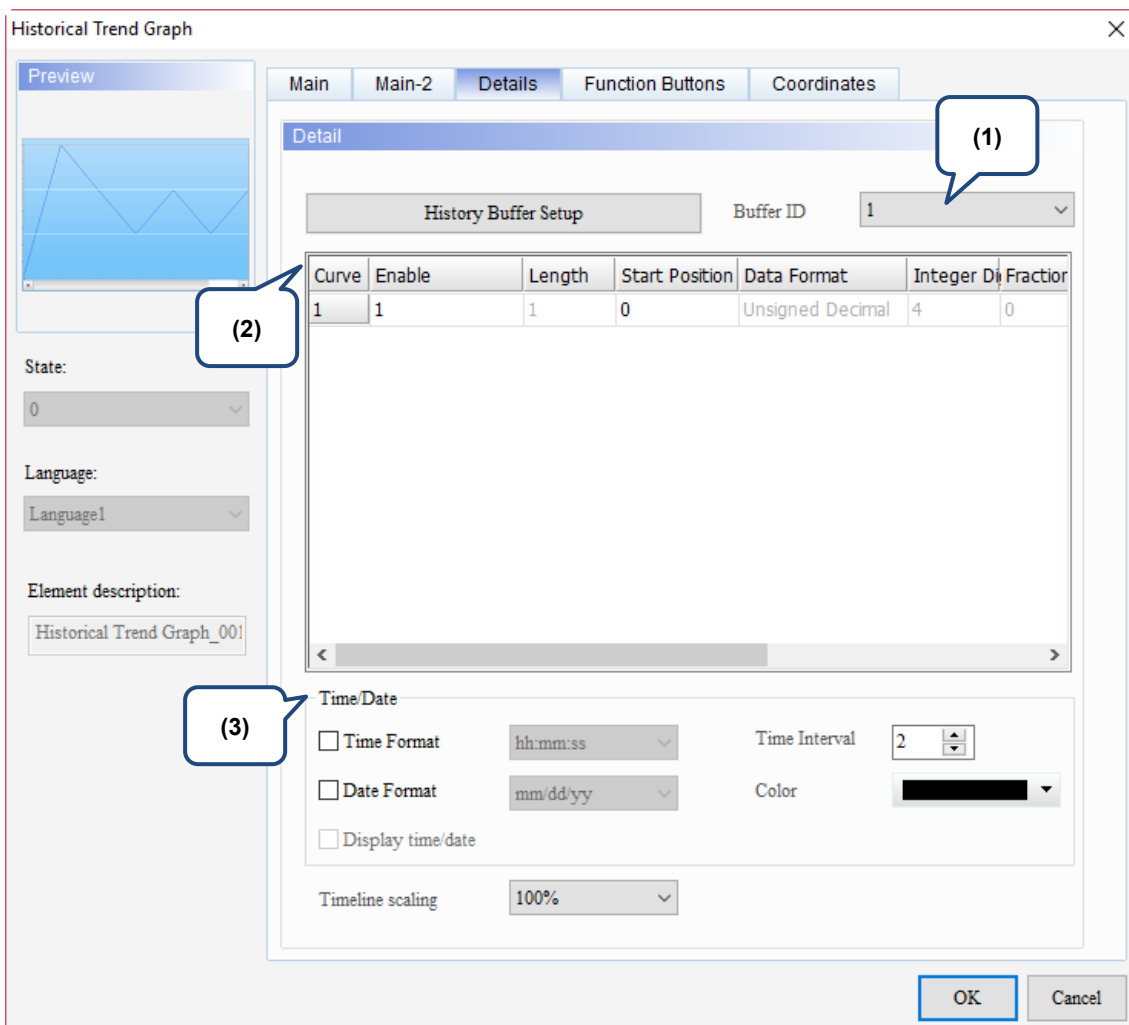 Historical Trend Graph
Preview
Main Main-2 Details Function Buttons Coordinates
Detail
(1)
History Buffer Setup Buffer ID 1
Curve Enable Length Start Position Data Format Integer Di Fraction
1 1 1 0 Unsigned Decimal 4 0
(2)
State:
0
Language:
Language1
Element description:
Historical Trend Graph_001
(3)
Time/Date
Time Format hh:mm:ss Time Interval 2
Date Format mm/dd/yy Color
Display time/date
Timeline scaling 100%
OK Cancel